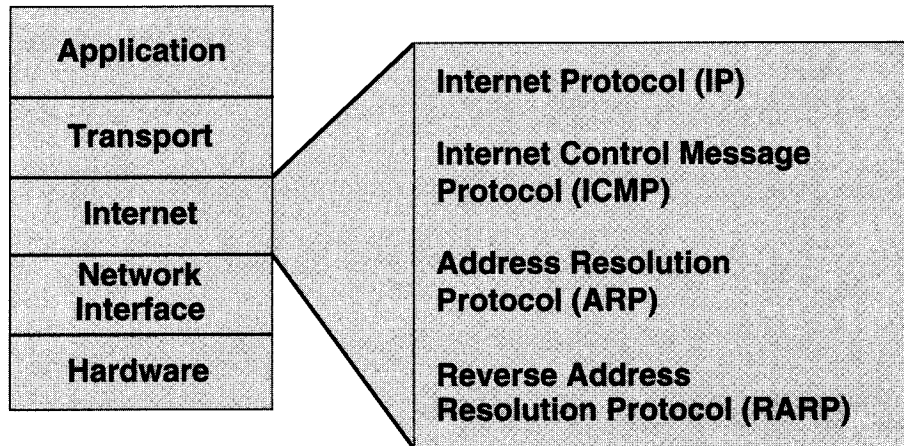 Application
Transport
Internet
Network
Interface
Hardware
Internet Protocol (IP)
Internet Control Message
Protocol (ICMP)
Address Resolution
Protocol (ARP)
Reverse Address
Resolution Protocol (RARP)